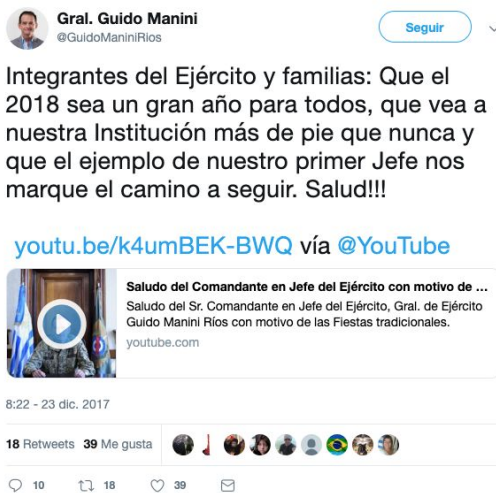 Gral. Guido Manini
@GuidoManiniRios
Seguir
Integrantes del Ejército y familias: Que el
2018 sea un gran año para todos, que vea a
nuestra Institución más de pie que nunca y
que el ejemplo de nuestro primer Jefe nos
marque el camino a seguir. Salud!!!
youtu.be/k4umBEK-BWQ vía @YouTube
Saludo del Comandante en Jefe del Ejército con motivo de ...
Saludo del Sr. Comandante en Jefe del Ejército, Gral. de Ejército
Guido Manini Ríos con motivo de las Fiestas tradicionales.
youtube.com
8:22 - 23 dic. 2017
18 Retweets 39 Me gusta
10 18 39